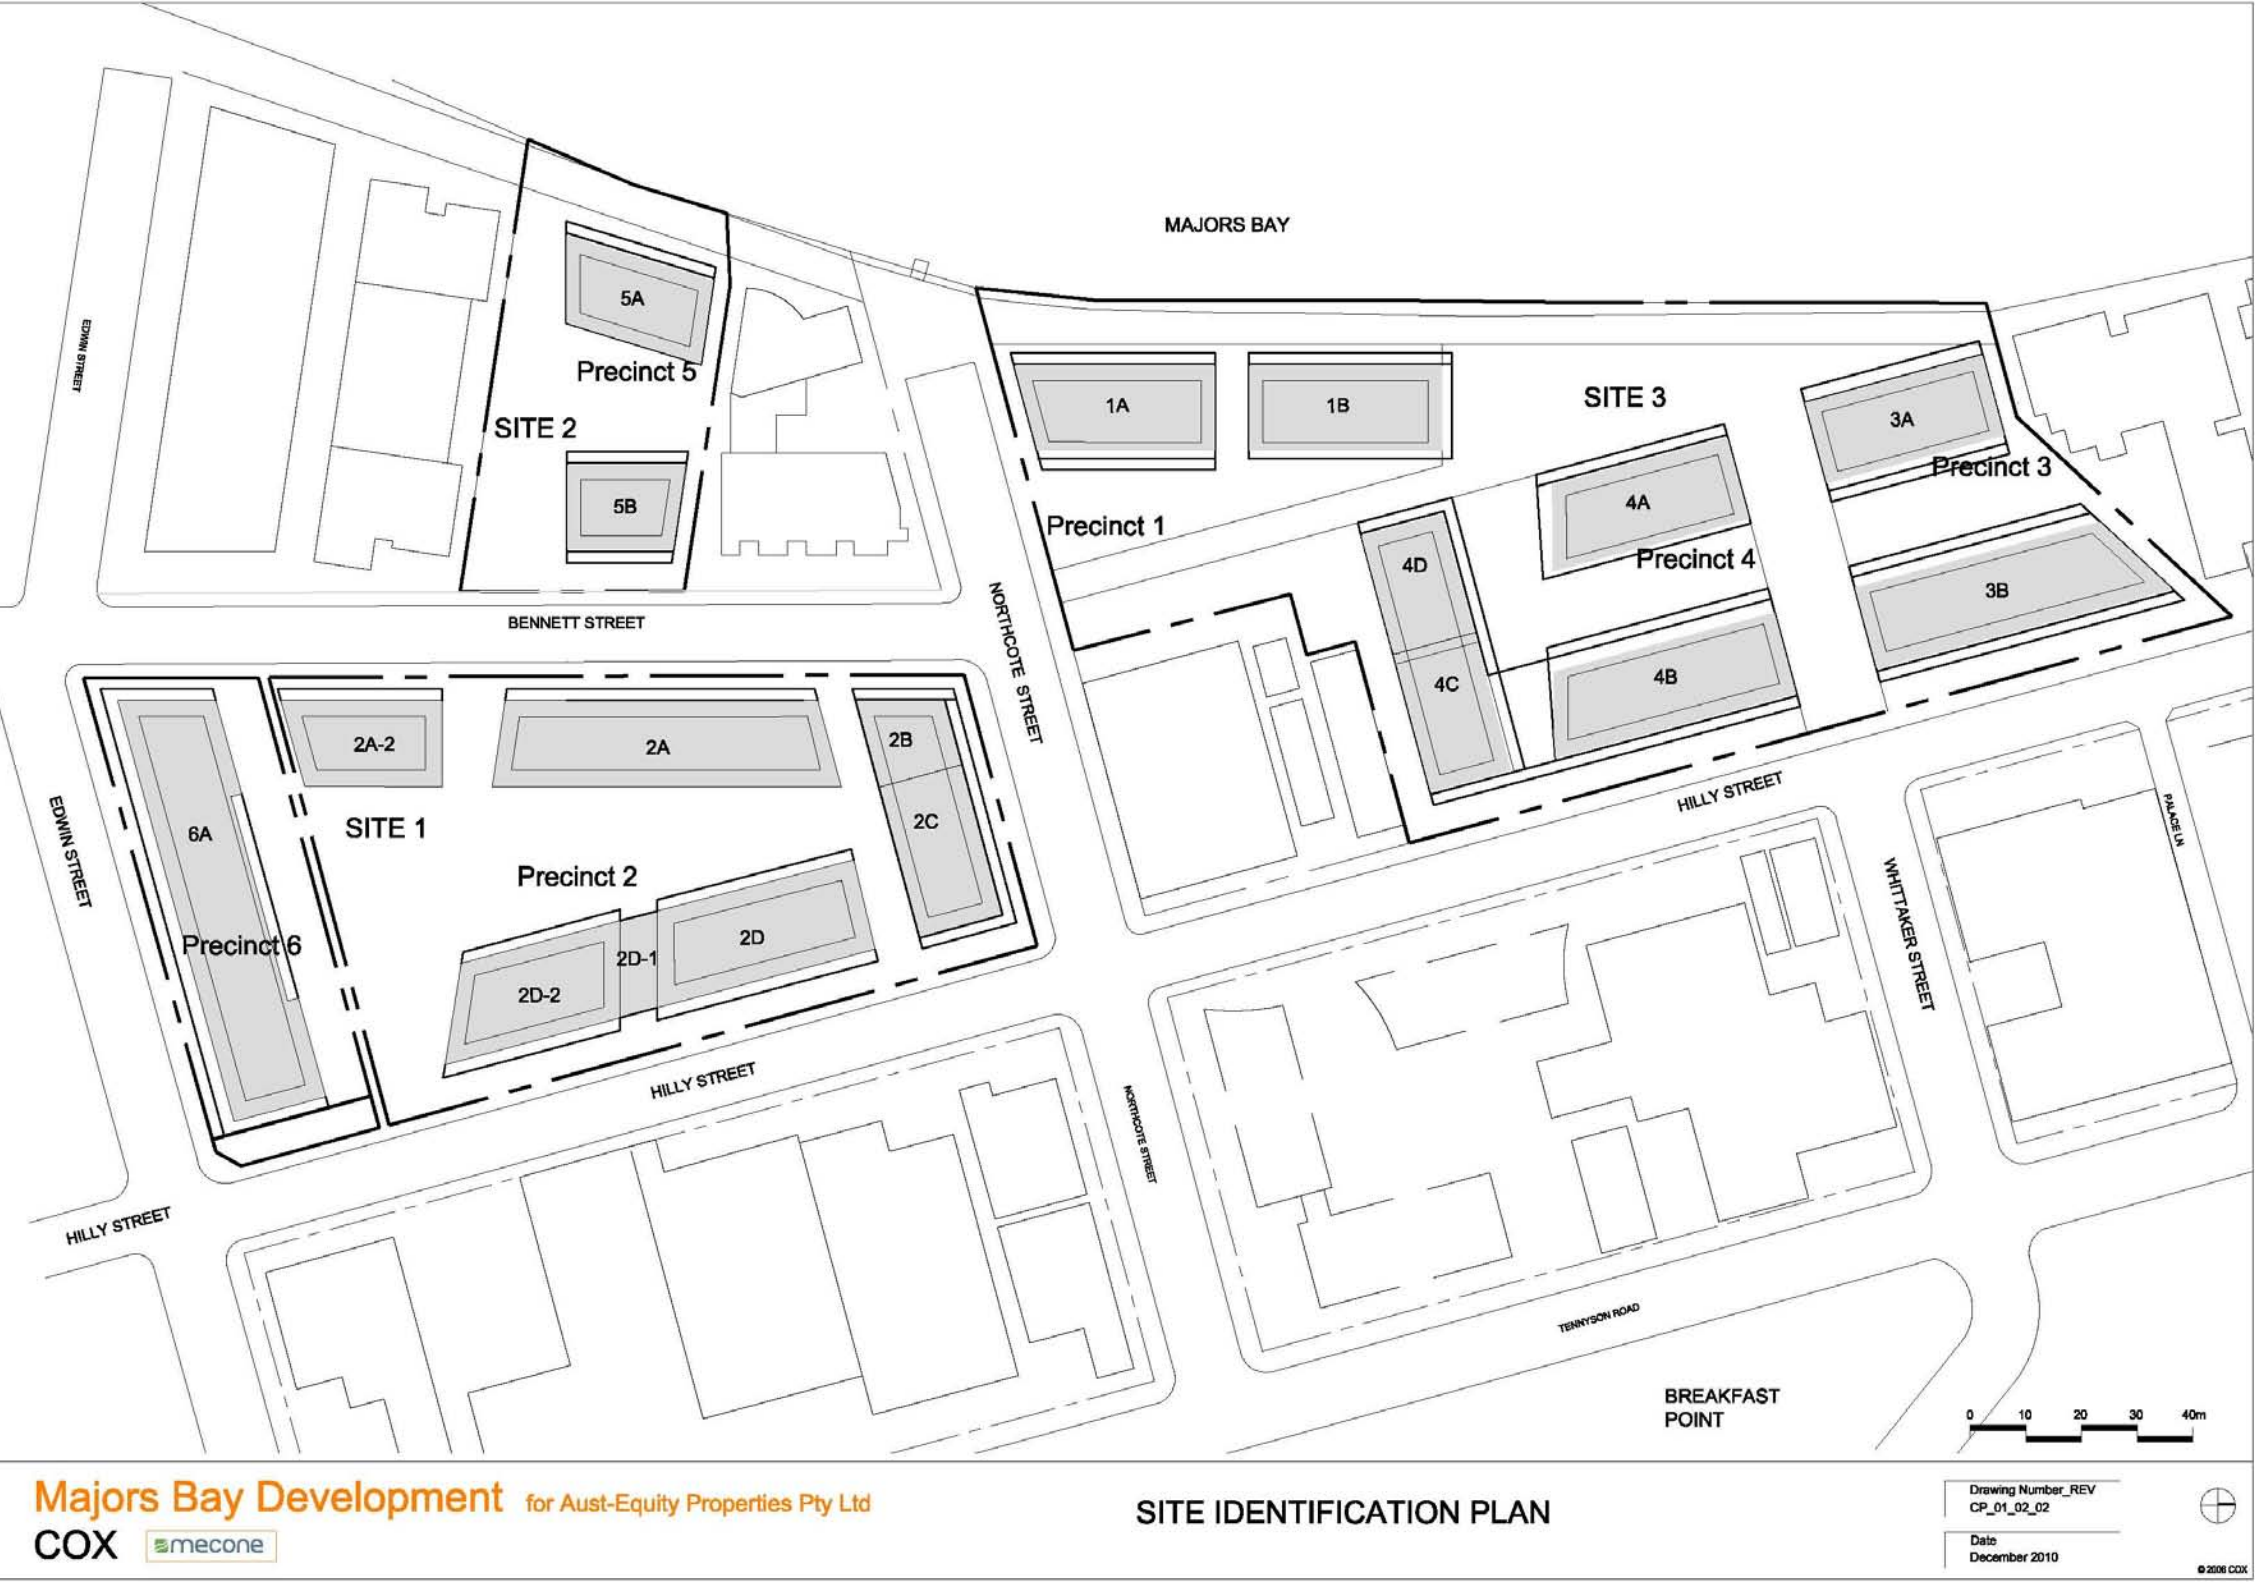 MAJORS BAY
5A
Precinct 5
SITE 2
5B
EDWIN STREET
BENNETT STREET
NORTHCOTE STREET
1A
1B
SITE 3
3A
Precinct 3
4A
Precinct 1
4D
Precinct 4
3B
4C
4B
HILLY STREET
2A-2
2A
2B
2C
6A
SITE 1
EDWIN STREET
Precinct 2
Precinct 6
2D
2D-1
2D-2
HILLY STREET
HILLY STREET
NORTHCOTE STREET
WHITTAKER STREET
PALACE LN
TENNYSON ROAD
BREAKFAST
POINT
0 10 20 30 40m
Majors Bay Development for Aust-Equity Properties Pty Ltd
COX mecone
SITE IDENTIFICATION PLAN
Drawing Number_REV
CP_01_02_02
Date
December 2010
© 2006 COX